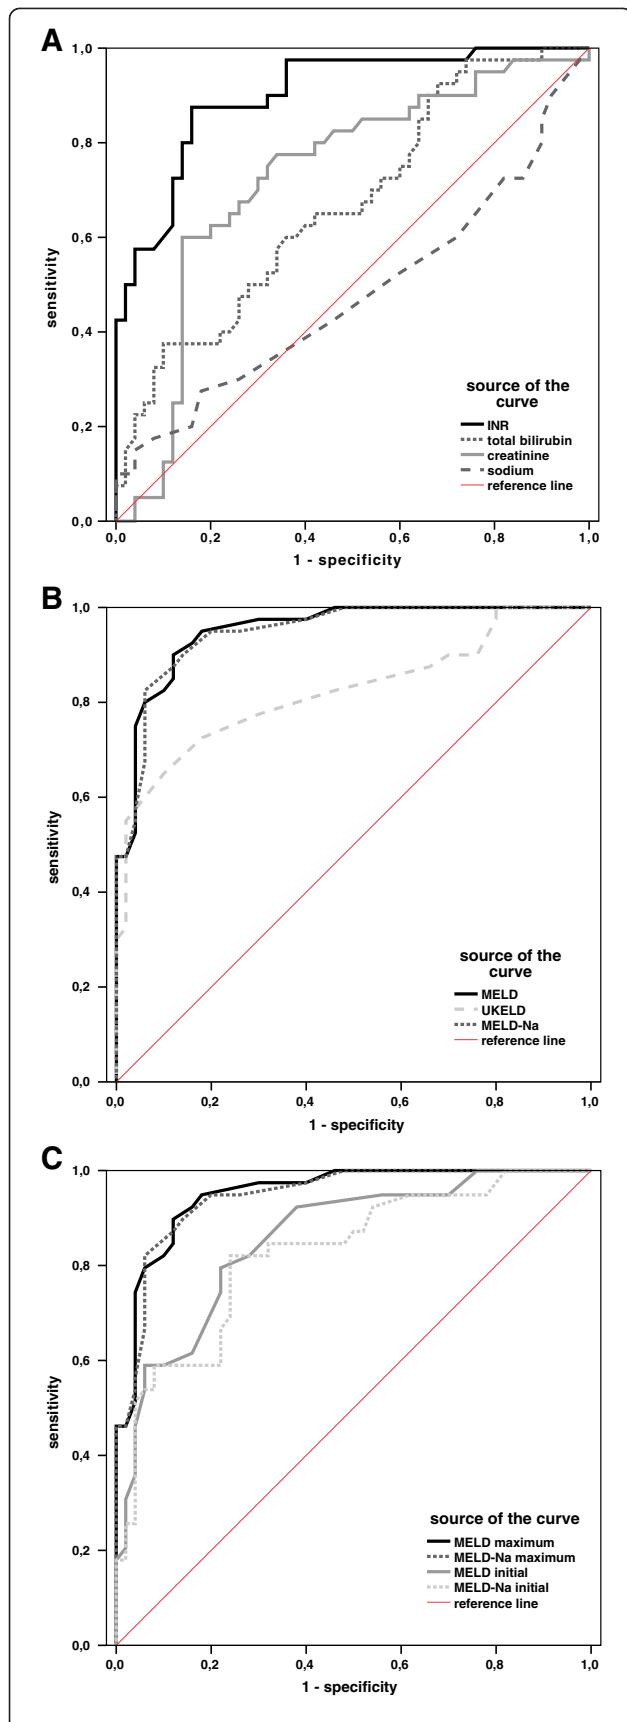 A
1,0
0,8
0,6
0,4
0,2
0,0
sensitivity
source of the
curve
INR
total bilirubin
creatinine
sodium
reference line
0,0 0,2 0,4 0,6 0,8 1,0
1 - specificity
B
1,0
0,8
0,6
0,4
0,2
0,0
sensitivity
source of the
curve
MELD
UKELD
MELD-Na
reference line
0,0 0,2 0,4 0,6 0,8 1,0
1 - specificity
C
1,0
0,8
0,6
0,4
0,2
0,0
sensitivity
source of the curve
MELD maximum
MELD-Na maximum
MELD initial
MELD-Na initial
reference line
0,0 0,2 0,4 0,6 0,8 1,0
1 - specificity